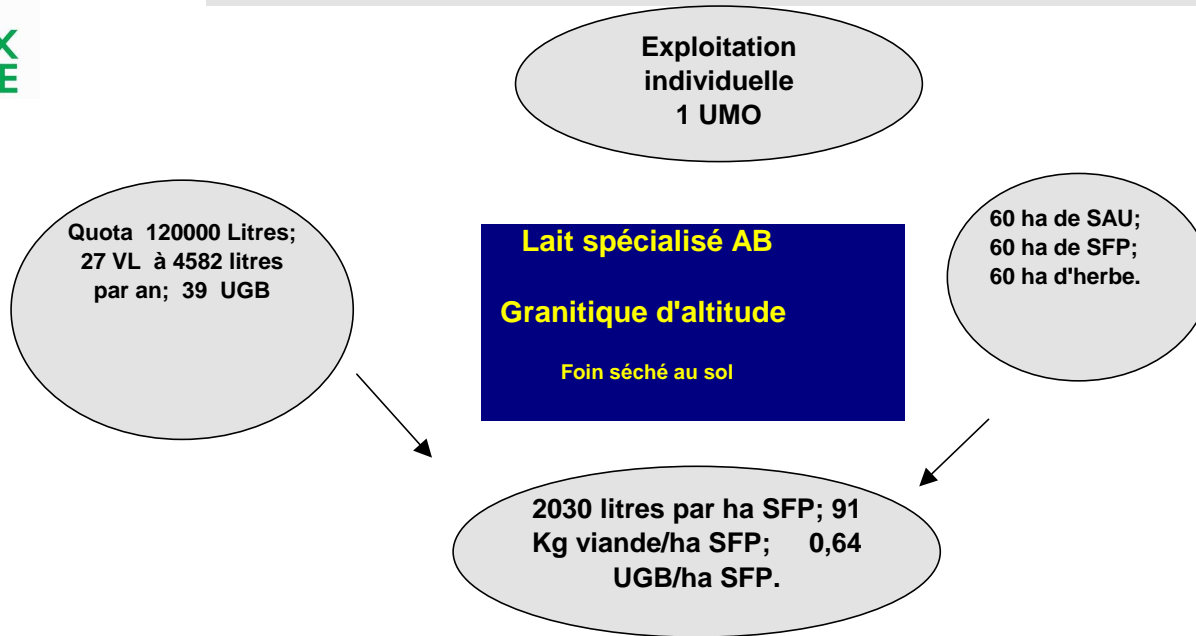 X
E
Exploitation
individuelle
1 UMO
Quota 120000 Litres;
27 VL à 4582 litres
par an; 39 UGB
Lait spécialisé AB
Granitique d'altitude
Foin séché au sol
60 ha de SAU;
60 ha de SFP;
60 ha d'herbe.
2030 litres par ha SFP; 91
Kg viande/ha SFP; 0,64
UGB/ha SFP.